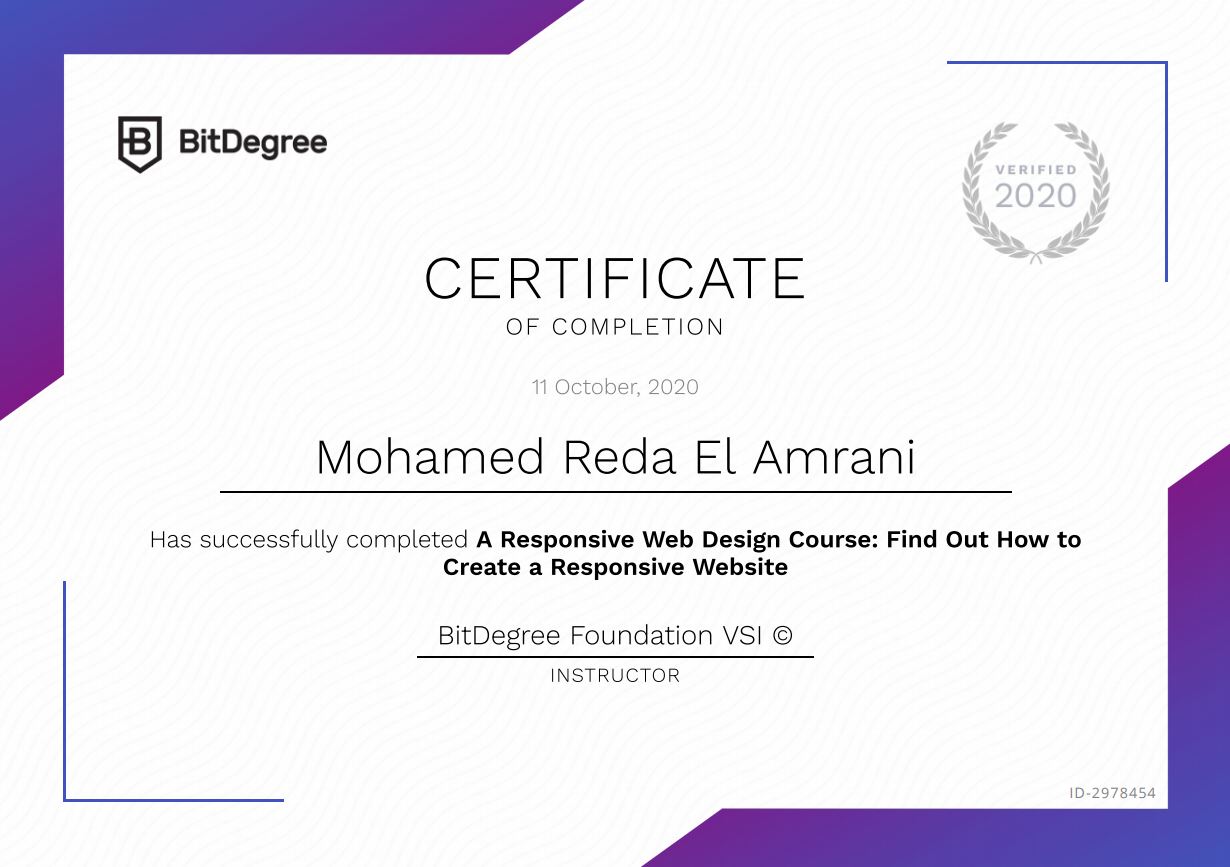 BitDegree
VERIFIED
2020
CERTIFICATE
OF COMPLETION
11 October, 2020
Mohamed Reda El Amrani
Has successfully completed A Responsive Web Design Course: Find Out How to
Create a Responsive Website
BitDegree Foundation VSI ©
INSTRUCTOR
ID-2978454